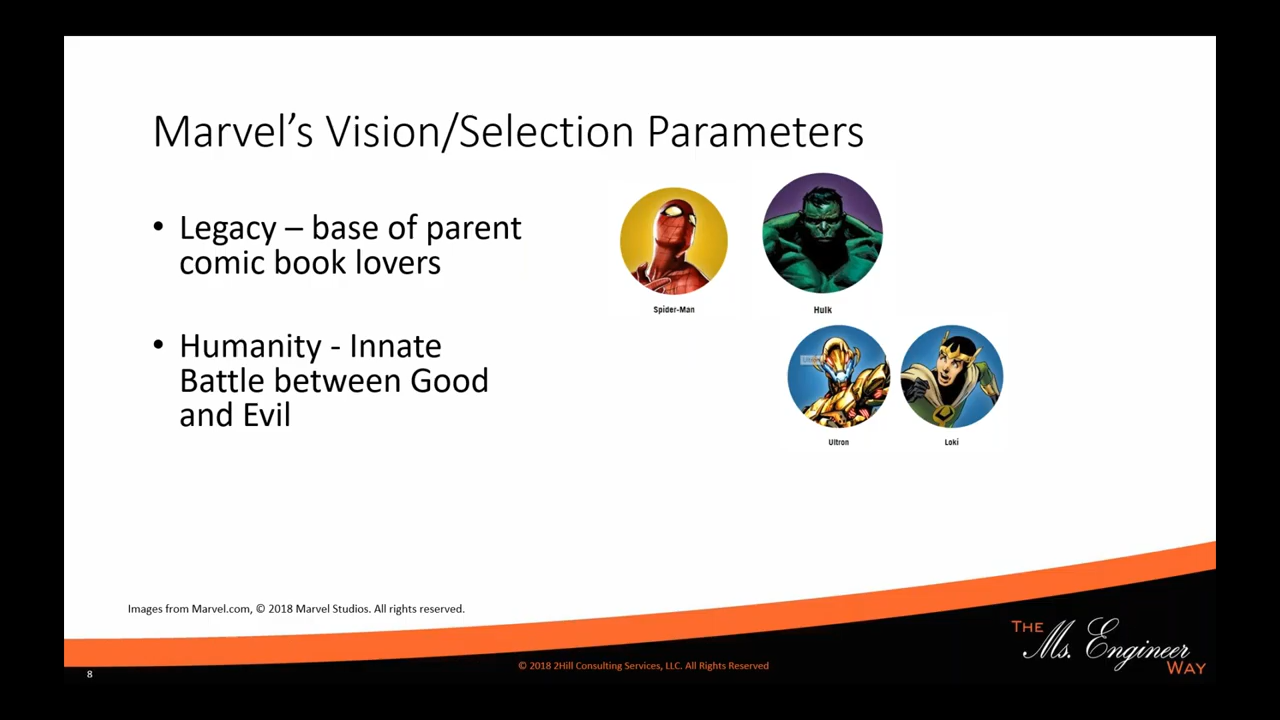 Marvel's Vision/Selection Parameters
• Legacy – base of parent
comic book lovers
• Humanity - Innate
Battle between Good
and Evil
Spider-Man
Hulk
Ultron
Loki
Images from Marvel.com, © 2018 Marvel Studios. All rights reserved.
8
© 2018 2Hill Consulting Services, LLC. All Rights Reserved
THE
Ms. Engineer
WAY